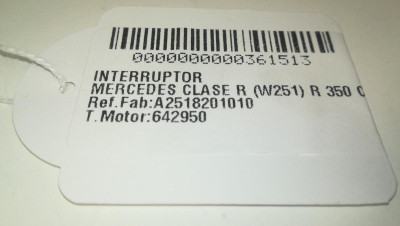 0000000000361513
INTERRUPTOR
MERCEDES CLASE R (W251) R 350 C
Ref.Fab:A2518201010
T.Motor:642950